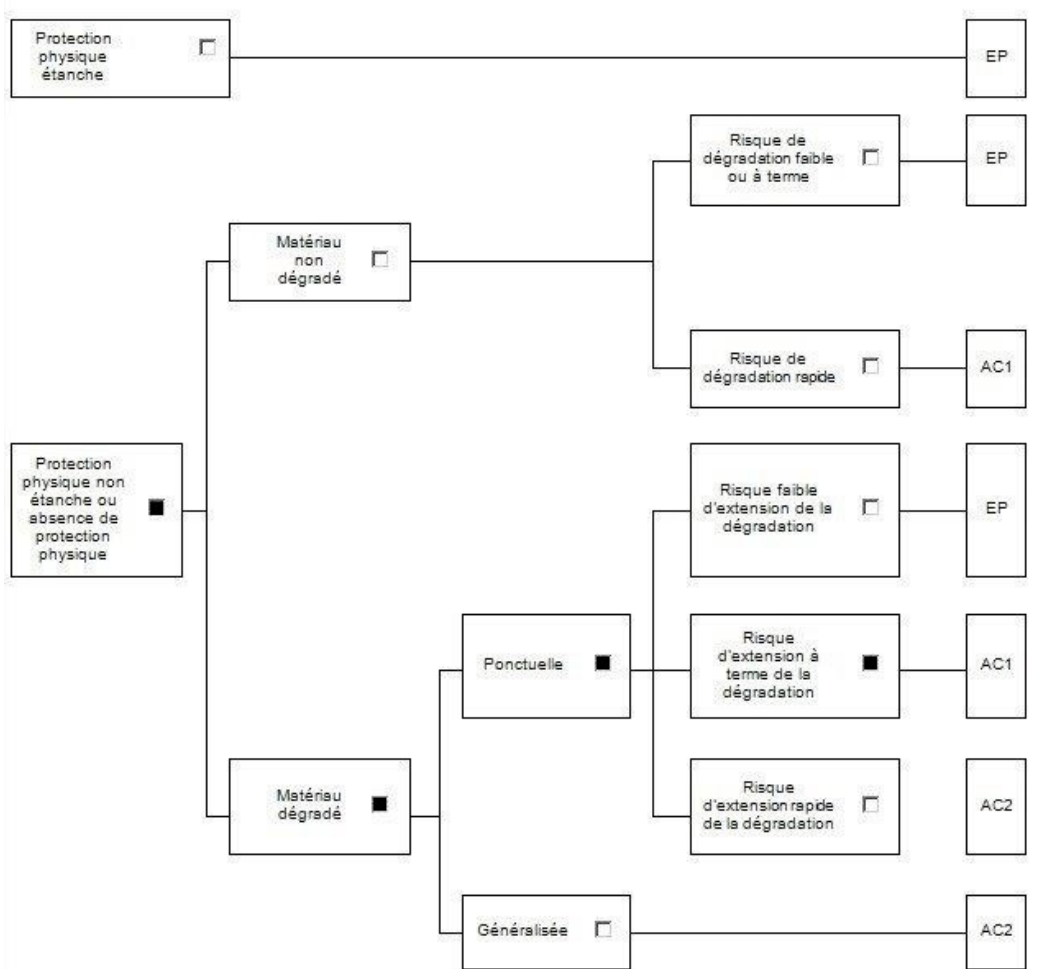 Protection
physique
étanche
EP
Risque de
dégradation faible
ou à terme
EP
Matériau
non
dégradé
Risque de
dégradation rapide
AC1
Protection
physique non
étanche ou
absence de
protection
physique
Risque faible
d'extension de la
dégradation
EP
Ponctuelle
Risque
d'extension à
terme de la
dégradation
AC1
Matériau
dégradé
Risque
d'extension rapide
de la dégradation
AC2
Généralisée
AC2